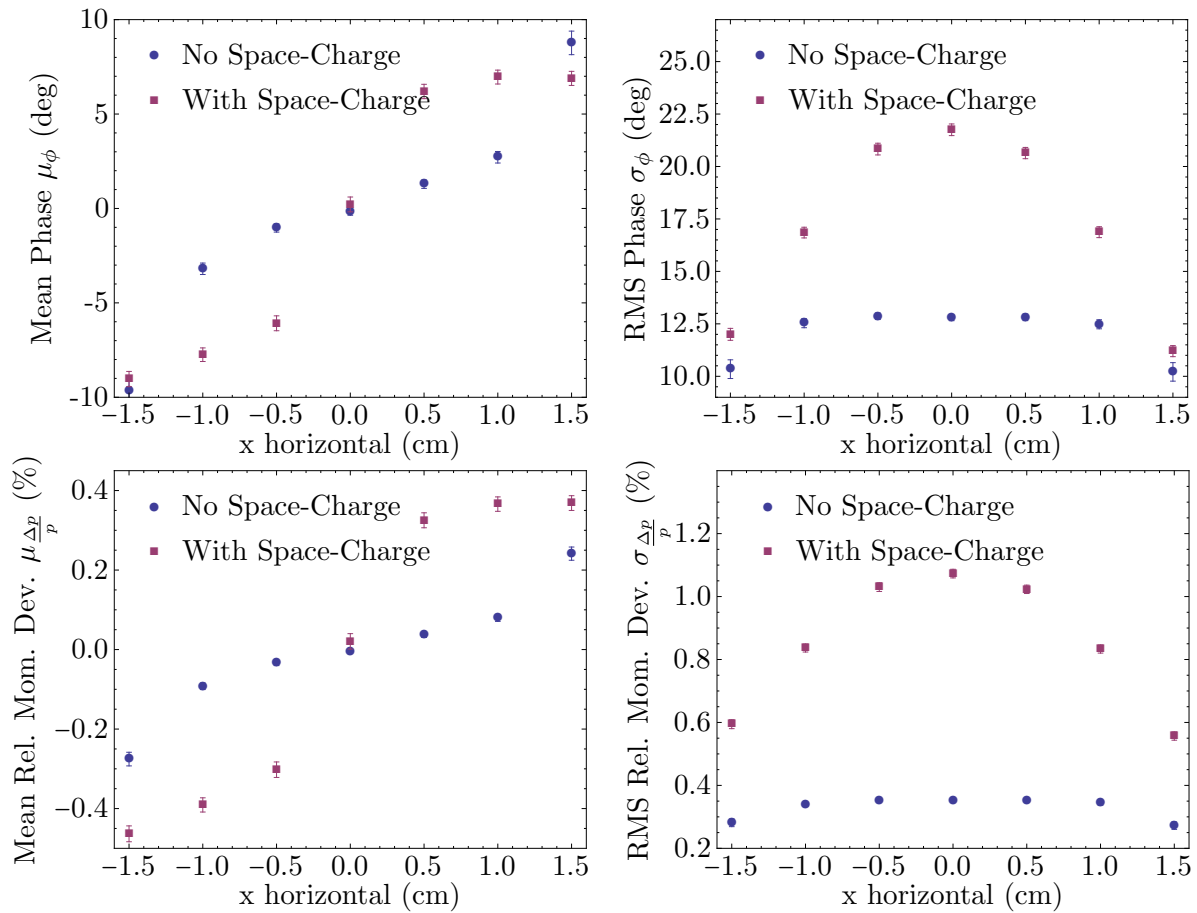 10
5
0
-5
-10
Mean Phase μ_ϕ (deg)
No Space-Charge
With Space-Charge
−1.5 −1.0 −0.5 0.0 0.5 1.0 1.5
x horizontal (cm)
25.0
22.5
20.0
17.5
15.0
12.5
10.0
RMS Phase σ_ϕ (deg)
No Space-Charge
With Space-Charge
−1.5 −1.0 −0.5 0.0 0.5 1.0 1.5
x horizontal (cm)
0.4
0.2
0.0
−0.2
−0.4
Mean Rel. Mom. Dev. μ_Δp/p (%)
No Space-Charge
With Space-Charge
−1.5 −1.0 −0.5 0.0 0.5 1.0 1.5
x horizontal (cm)
1.2
1.0
0.8
0.6
0.4
0.2
RMS Rel. Mom. Dev. σ_Δp/p (%)
No Space-Charge
With Space-Charge
−1.5 −1.0 −0.5 0.0 0.5 1.0 1.5
x horizontal (cm)